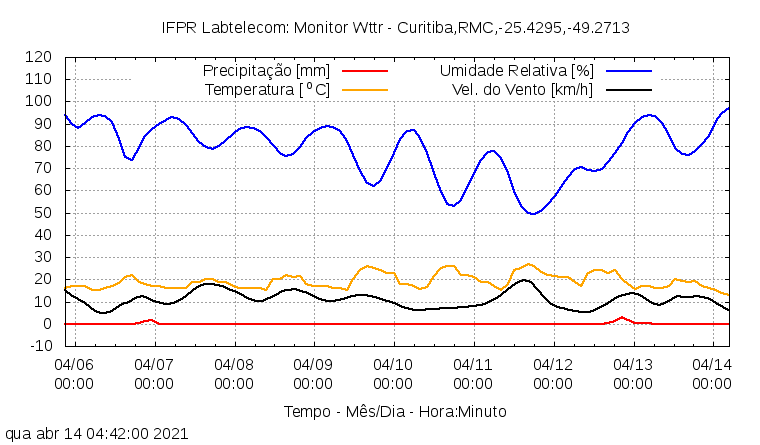 IFPR Labtelecom: Monitor Wttr - Curitiba,RMC,-25.4295,-49.2713
Precipitação [mm]
Temperatura [ ⁰C]
Umidade Relativa [%]
Vel. do Vento [km/h]
120
110
100
90
80
70
60
50
40
30
20
10
0
-10
04/06 04/07 04/08 04/09 04/10 04/11 04/12 04/13 04/14
00:00 00:00 00:00 00:00 00:00 00:00 00:00 00:00 00:00
Tempo - Mês/Dia - Hora:Minuto
qua abr 14 04:42:00 2021